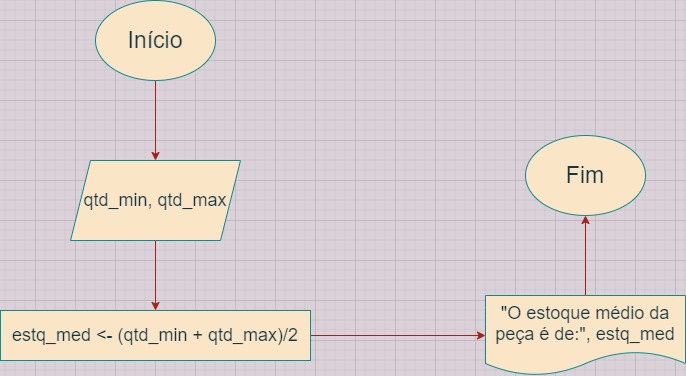 Início
qtd_min, qtd_max
estq_med <- (qtd_min + qtd_max)/2
"O estoque médio da
peça é de:", estq_med
Fim